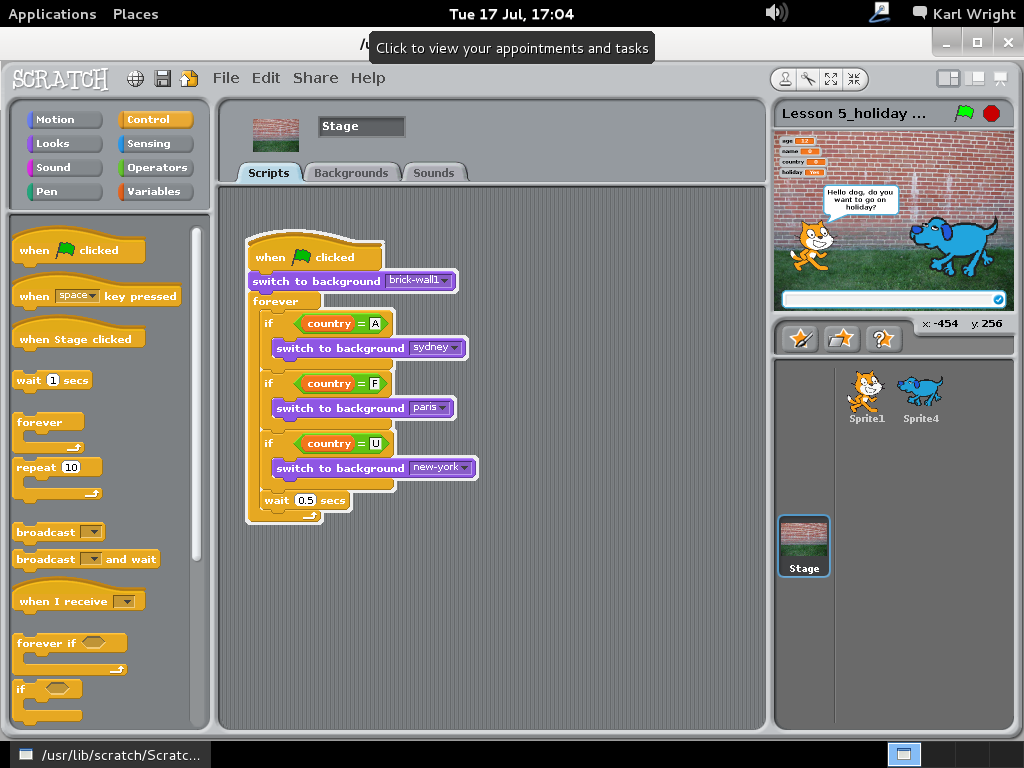 Applications Places Tue 17 Jul, 17:04 Karl Wright
/u
Click to view your appointments and tasks
SCRATCH File Edit Share Help
Motion Control
Looks Sensing
Sound Operators
Pen Variables
Stage
Scripts Backgrounds Sounds
when clicked
when space key pressed
when Stage clicked
wait 1 secs
forever
repeat 10
broadcast
broadcast and wait
when I receive
forever if
if
when clicked
switch to background brick-wall1
forever
if country = A
switch to background sydney
if country = F
switch to background paris
if country = U
switch to background new-york
wait 0.5 secs
Lesson 5_holiday ...
age 12
name 0
country 0
holiday Yes
Hello dog, do you
want to go on
holiday?
x: -454 y: 256
Sprite1 Sprite4
Stage
/usr/lib/scratch/Scratc...